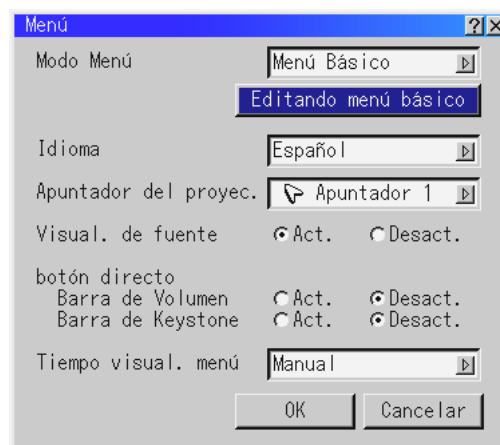 Menú
Modo Menú Menú Básico
Editando menú básico
Idioma Español
Apuntador del proyec. Apuntador 1
Visual. de fuente Act. Desact.
botón directo
Barra de Volumen Act. Desact.
Barra de Keystone Act. Desact.
Tiempo visual. menú Manual
OK Cancelar